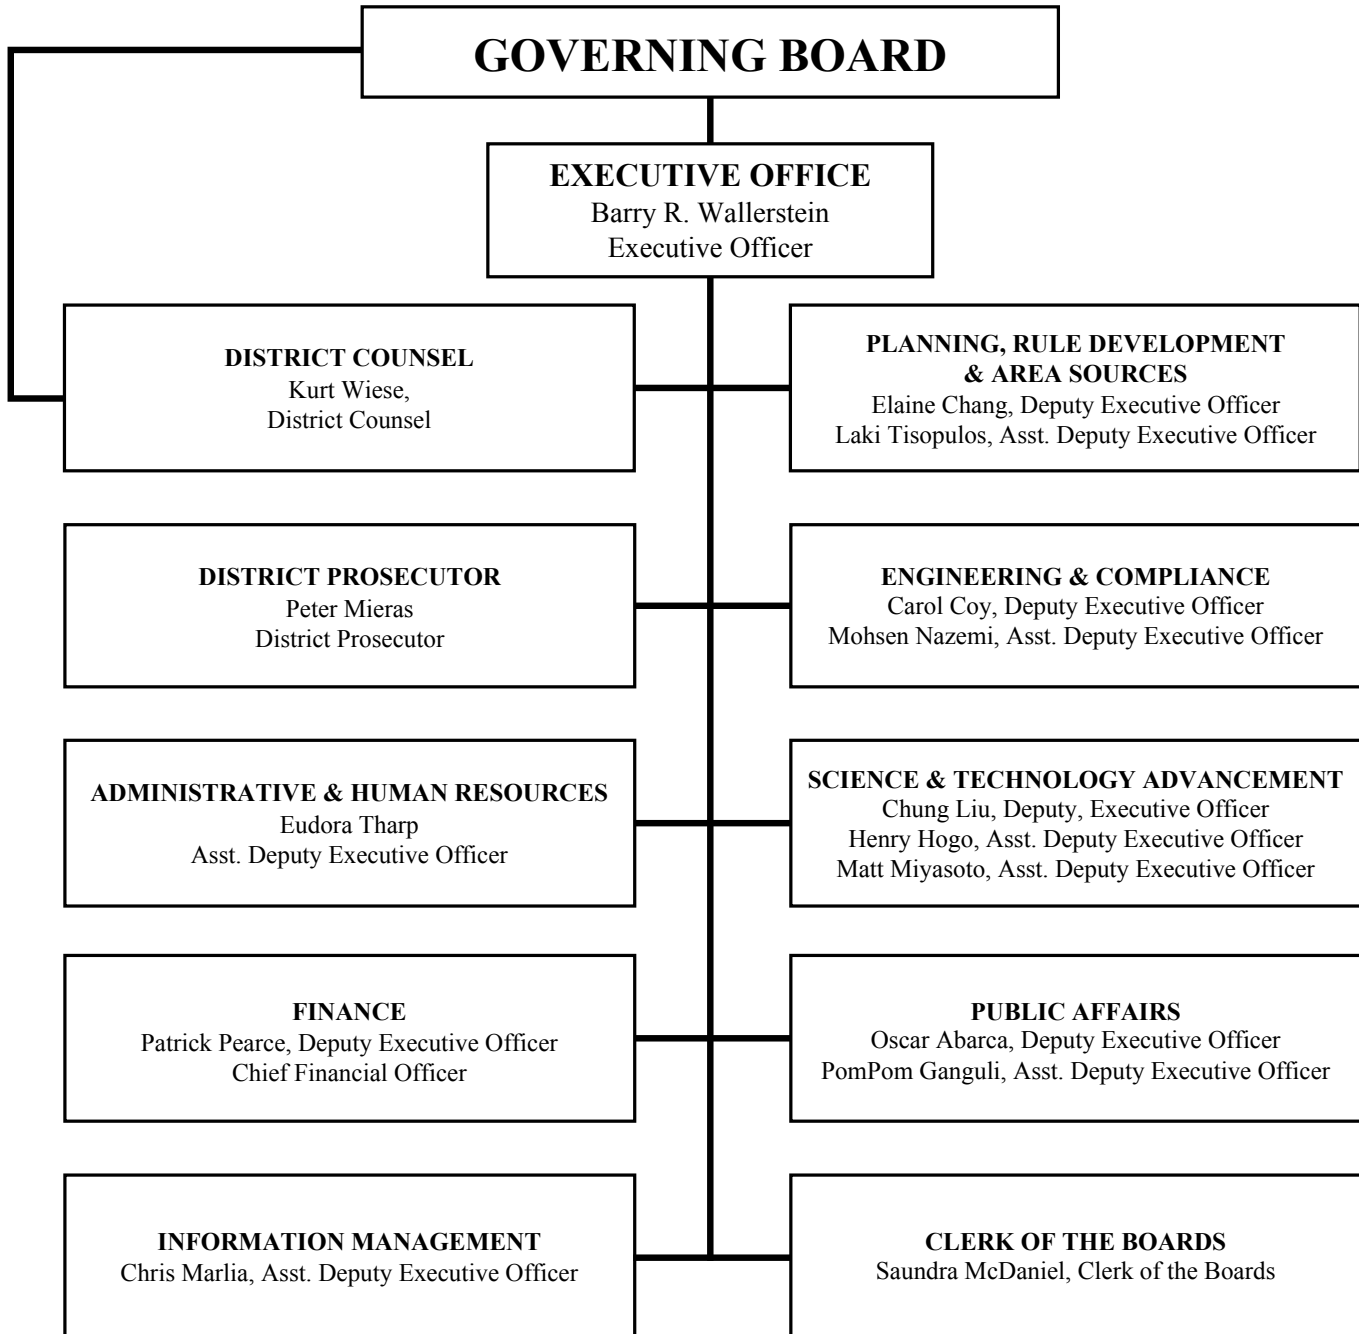 GOVERNING BOARD
EXECUTIVE OFFICE
Barry R. Wallerstein
Executive Officer
DISTRICT COUNSEL
Kurt Wiese,
District Counsel
PLANNING, RULE DEVELOPMENT
& AREA SOURCES
Elaine Chang, Deputy Executive Officer
Laki Tisopulos, Asst. Deputy Executive Officer
DISTRICT PROSECUTOR
Peter Mieras
District Prosecutor
ENGINEERING & COMPLIANCE
Carol Coy, Deputy Executive Officer
Mohsen Nazemi, Asst. Deputy Executive Officer
ADMINISTRATIVE & HUMAN RESOURCES
Eudora Tharp
Asst. Deputy Executive Officer
SCIENCE & TECHNOLOGY ADVANCEMENT
Chung Liu, Deputy, Executive Officer
Henry Hogo, Asst. Deputy Executive Officer
Matt Miyasoto, Asst. Deputy Executive Officer
FINANCE
Patrick Pearce, Deputy Executive Officer
Chief Financial Officer
PUBLIC AFFAIRS
Oscar Abarca, Deputy Executive Officer
PomPom Ganguli, Asst. Deputy Executive Officer
INFORMATION MANAGEMENT
Chris Marlia, Asst. Deputy Executive Officer
CLERK OF THE BOARDS
Saundra McDaniel, Clerk of the Boards